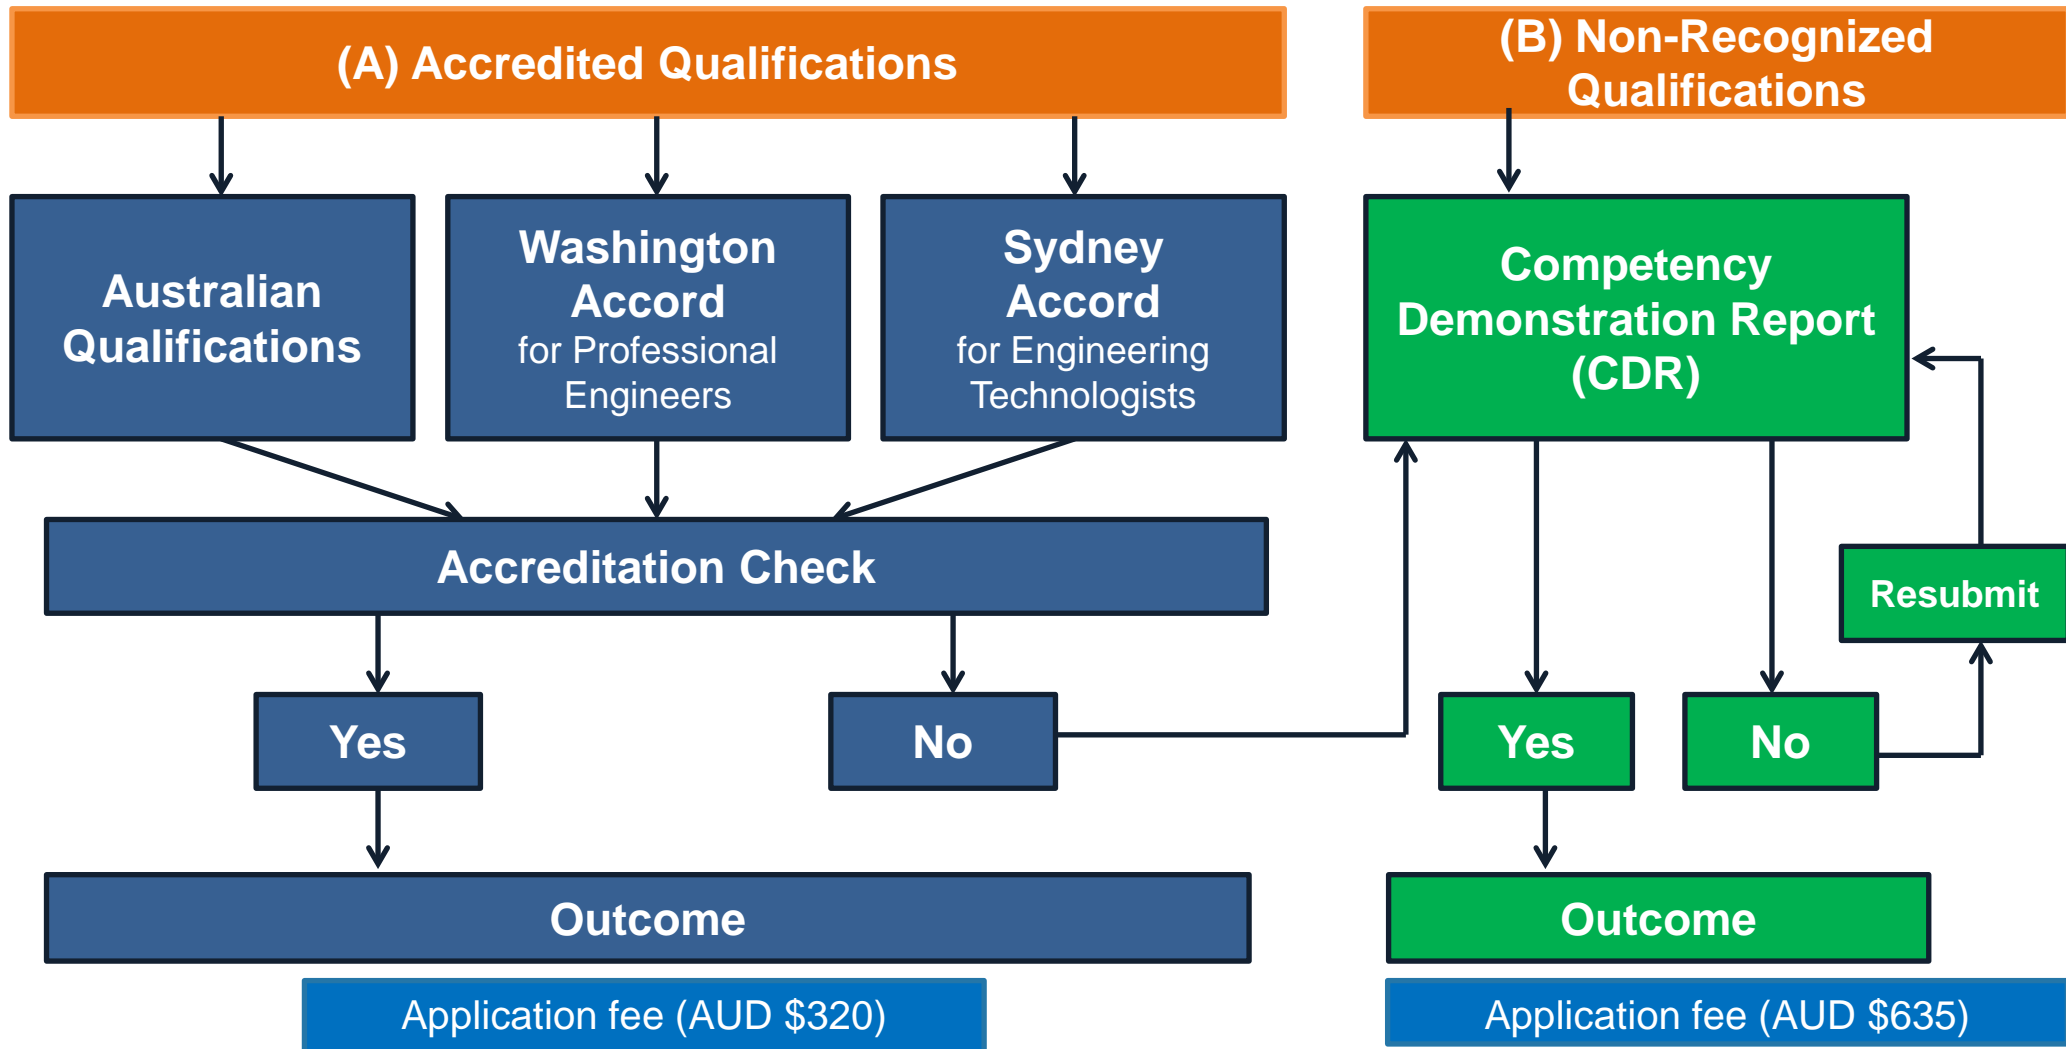 (A) Accredited Qualifications
(B) Non-Recognized
Qualifications
Australian
Qualifications
Washington
Accord
for Professional
Engineers
Sydney
Accord
for Engineering
Technologists
Competency
Demonstration Report
(CDR)
Accreditation Check
Resubmit
Yes
No
Yes
No
Outcome
Outcome
Application fee (AUD $320)
Application fee (AUD $635)